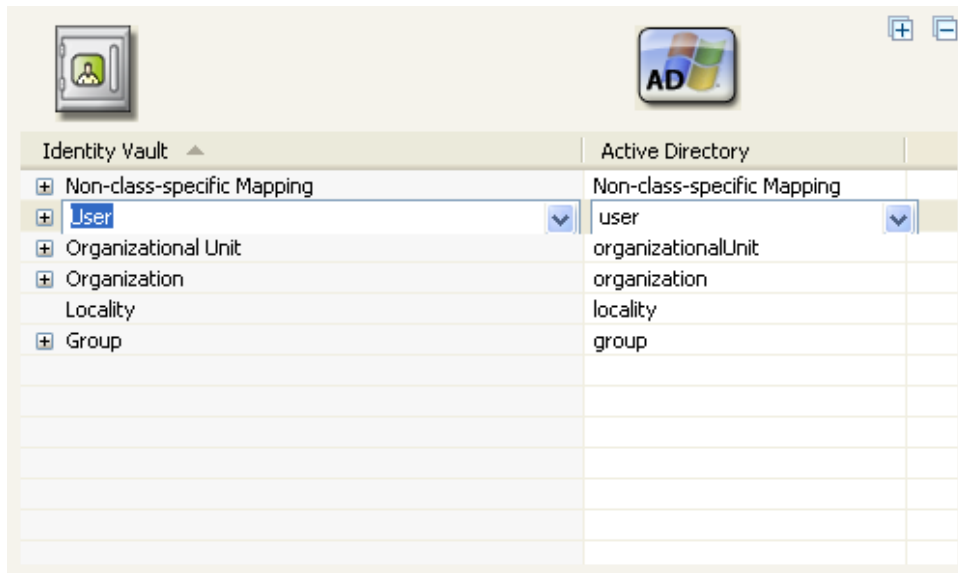 AD
Identity Vault Active Directory
Non-class-specific Mapping Non-class-specific Mapping
User user
Organizational Unit organizationalUnit
Organization organization
Locality locality
Group group